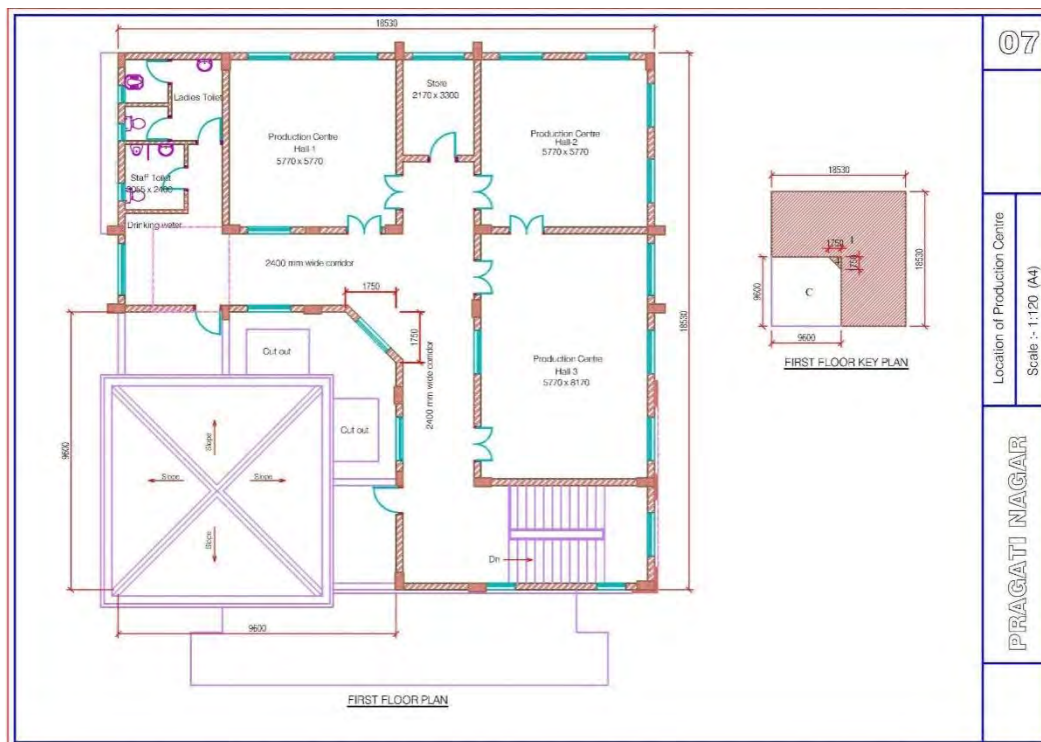 18530
07
Ladies Toilet
Store
2170 x 3300
Production Centre
Hall-1
5770 x 5770
Production Centre
Hall-2
5770 x 5770
Staff Toilet
Drinking water
2400 mm wide corridor
1750
1750
2400 mm wide corridor
Production Centre
Hall-3
5770 x 8170
18530
Cut out
Cut out
9600
Slope
Slope
Slope
Slope
Dn
9600
FIRST FLOOR PLAN
18530
1750
1750
18530
9600
C
9600
FIRST FLOOR KEY PLAN
Location of Production Centre
Scale :- 1:120 (A4)
PRAGATI NAGAR